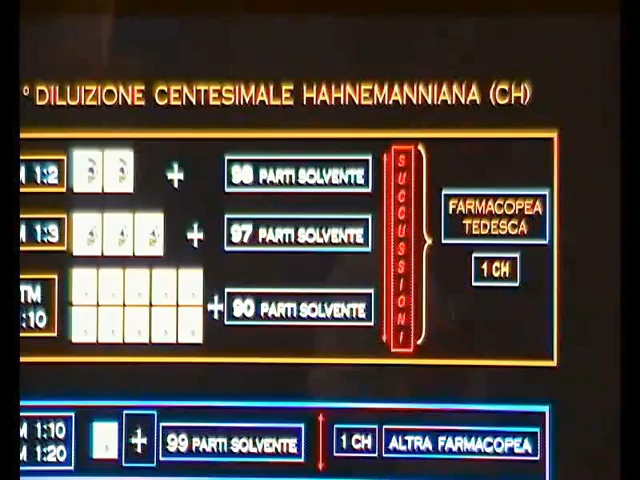 ° DILUIZIONE CENTESIMALE HAHNEMANNIANA (CH)
1:2 + 98 PARTI SOLVENTE
1:3 + 97 PARTI SOLVENTE
TM
:10 + 90 PARTI SOLVENTE
SUCCUSSIONI
FARMACOPEA
TEDESCA
1 CH
1:10
1:20
+ 99 PARTI SOLVENTE
1 CH
ALTRA FARMACOPEA